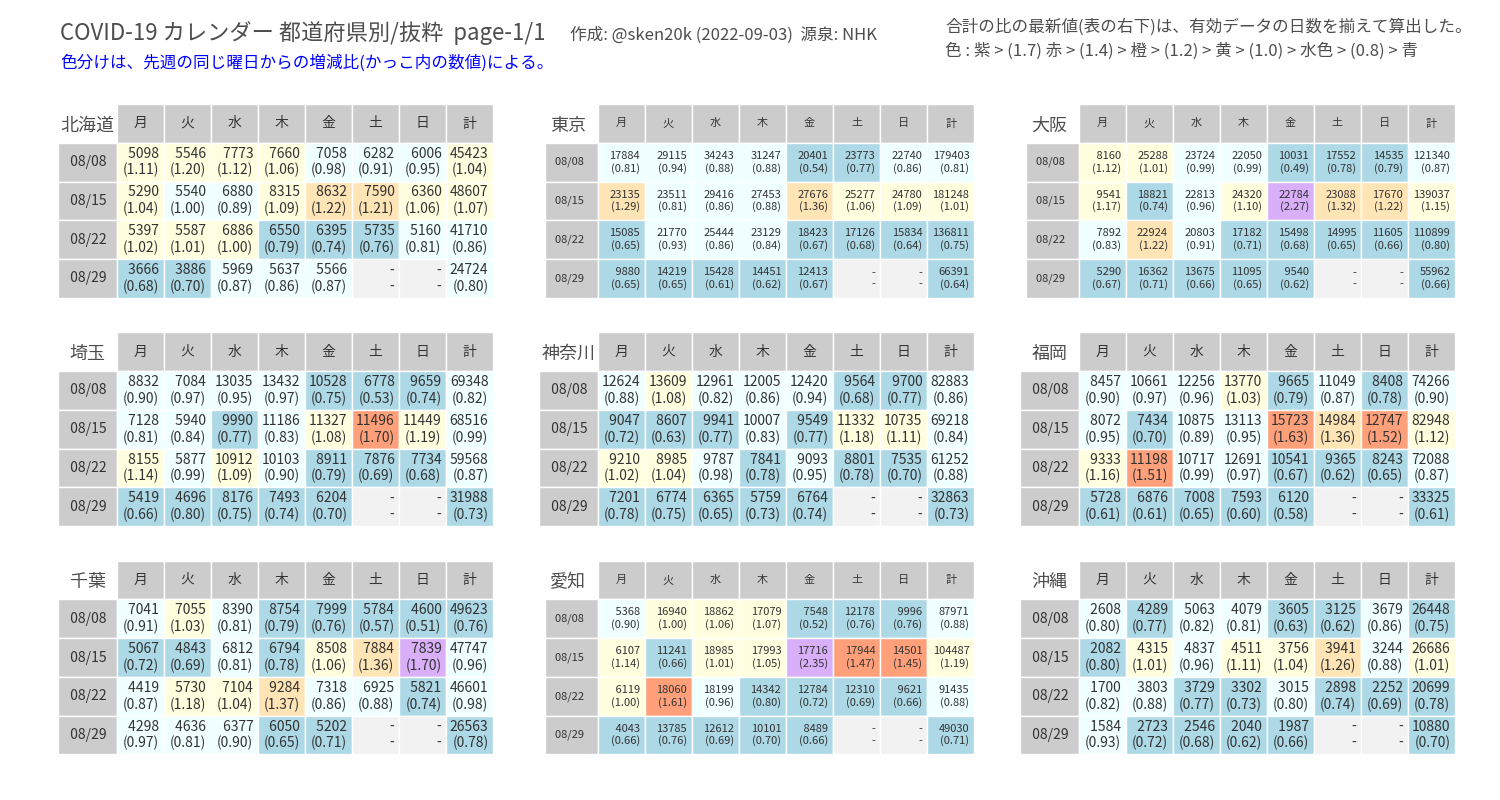 COVID-19 カレンダー 都道府県別/抜粋 page-1/1 作成: @sken20k (2022-09-03) 源泉: NHK
色分けは、先週の同じ曜日からの増減比(かっこ内の数値)による。
合計の比の最新値(表の右下)は、有効データの日数を揃えて算出した。
色 : 紫 > (1.7) 赤 > (1.4) > 橙 > (1.2) > 黄 > (1.0) > 水色 > (0.8) > 青
北海道 月 火 水 木 金 土 日 計
08/08 5098 5546 7773 7660 7058 6282 6006 45423
(1.11) (1.20) (1.12) (1.06) (0.98) (0.91) (0.95) (1.04)
08/15 5290 5540 6880 8315 8632 7590 6360 48607
(1.04) (1.00) (0.89) (1.09) (1.22) (1.21) (1.06) (1.07)
08/22 5397 5587 6886 6550 6395 5735 5160 41710
(1.02) (1.01) (1.00) (0.79) (0.74) (0.76) (0.81) (0.86)
08/29 3666 3886 5969 5637 5566 - - 24724
(0.68) (0.70) (0.87) (0.86) (0.87) - - (0.80)
東京 月 火 水 木 金 土 日 計
08/08 17884 29115 34243 31247 20401 23773 22740 179403
(0.81) (0.94) (0.88) (0.88) (0.54) (0.77) (0.86) (0.81)
08/15 23135 23511 29416 27453 27676 25277 24780 181248
(1.29) (0.81) (0.86) (0.88) (1.36) (1.06) (1.09) (1.01)
08/22 15085 21770 25444 23129 18423 17126 15834 136811
(0.65) (0.93) (0.86) (0.84) (0.67) (0.68) (0.64) (0.75)
08/29 9880 14219 15428 14451 12413 - - 66391
(0.65) (0.65) (0.61) (0.62) (0.67) - - (0.64)
大阪 月 火 水 木 金 土 日 計
08/08 8160 25288 23724 22050 10031 17552 14535 121340
(1.12) (1.01) (0.99) (0.99) (0.49) (0.78) (0.79) (0.87)
08/15 9541 18821 22813 24320 22784 23088 17670 139037
(1.17) (0.74) (0.96) (1.10) (2.27) (1.32) (1.22) (1.15)
08/22 7892 22924 20803 17182 15498 14995 11605 110899
(0.83) (1.22) (0.91) (0.71) (0.68) (0.65) (0.66) (0.80)
08/29 5290 16362 13675 11095 9540 - - 55962
(0.67) (0.71) (0.66) (0.65) (0.62) - - (0.66)
埼玉 月 火 水 木 金 土 日 計
08/08 8832 7084 13035 13432 10528 6778 9659 69348
(0.90) (0.97) (0.95) (0.97) (0.75) (0.53) (0.74) (0.82)
08/15 7128 5940 9990 11186 11327 11496 11449 68516
(0.81) (0.84) (0.77) (0.83) (1.08) (1.70) (1.19) (0.99)
08/22 8155 5877 10912 10103 8911 7876 7734 59568
(1.14) (0.99) (1.09) (0.90) (0.79) (0.69) (0.68) (0.87)
08/29 5419 4696 8176 7493 6204 - - 31988
(0.66) (0.80) (0.75) (0.74) (0.70) - - (0.73)
神奈川 月 火 水 木 金 土 日 計
08/08 12624 13609 12961 12005 12420 9564 9700 82883
(0.88) (1.08) (0.82) (0.86) (0.94) (0.68) (0.77) (0.86)
08/15 9047 8607 9941 10007 9549 11332 10735 69218
(0.72) (0.63) (0.77) (0.83) (0.77) (1.18) (1.11) (0.84)
08/22 9210 8985 9787 7841 9093 8801 7535 61252
(1.02) (1.04) (0.98) (0.78) (0.95) (0.78) (0.70) (0.88)
08/29 7201 6774 6365 5759 6764 - - 32863
(0.78) (0.75) (0.65) (0.73) (0.74) - - (0.73)
福岡 月 火 水 木 金 土 日 計
08/08 8457 10661 12256 13770 9665 11049 8408 74266
(0.90) (0.97) (0.96) (1.03) (0.79) (0.87) (0.78) (0.90)
08/15 8072 7434 10875 13113 15723 14984 12747 82948
(0.95) (0.70) (0.89) (0.95) (1.63) (1.36) (1.52) (1.12)
08/22 9333 11198 10717 12691 10541 9365 8243 72088
(1.16) (1.51) (0.99) (0.97) (0.67) (0.62) (0.65) (0.87)
08/29 5728 6876 7008 7593 6120 - - 33325
(0.61) (0.61) (0.65) (0.60) (0.58) - - (0.61)
千葉 月 火 水 木 金 土 日 計
08/08 7041 7055 8390 8754 7999 5784 4600 49623
(0.91) (1.03) (0.81) (0.79) (0.76) (0.57) (0.51) (0.76)
08/15 5067 4843 6812 6794 8508 7884 7839 47747
(0.72) (0.69) (0.81) (0.78) (1.06) (1.36) (1.70) (0.96)
08/22 4419 5730 7104 9284 7318 6925 5821 46601
(0.87) (1.18) (1.04) (1.37) (0.86) (0.88) (0.74) (0.98)
08/29 4298 4636 6377 6050 5202 - - 26563
(0.97) (0.81) (0.90) (0.65) (0.71) - - (0.78)
愛知 月 火 水 木 金 土 日 計
08/08 5368 16940 18862 17079 7548 12178 9996 87971
(0.90) (1.00) (1.06) (1.07) (0.52) (0.76) (0.76) (0.88)
08/15 6107 11241 18985 17993 17716 17944 14501 104487
(1.14) (0.66) (1.01) (1.05) (2.35) (1.47) (1.45) (1.19)
08/22 6119 18060 18199 14342 12784 12310 9621 91435
(1.00) (1.61) (0.96) (0.80) (0.72) (0.69) (0.66) (0.88)
08/29 4043 13785 12612 10101 8489 - - 49030
(0.66) (0.76) (0.69) (0.70) (0.66) - - (0.71)
沖縄 月 火 水 木 金 土 日 計
08/08 2608 4289 5063 4079 3605 3125 3679 26448
(0.80) (0.77) (0.82) (0.81) (0.63) (0.62) (0.86) (0.75)
08/15 2082 4315 4837 4511 3756 3941 3244 26686
(0.80) (1.01) (0.96) (1.11) (1.04) (1.26) (0.88) (1.01)
08/22 1700 3803 3729 3302 3015 2898 2252 20699
(0.82) (0.88) (0.77) (0.73) (0.80) (0.74) (0.69) (0.78)
08/29 1584 2723 2546 2040 1987 - - 10880
(0.93) (0.72) (0.68) (0.62) (0.66) - - (0.70)